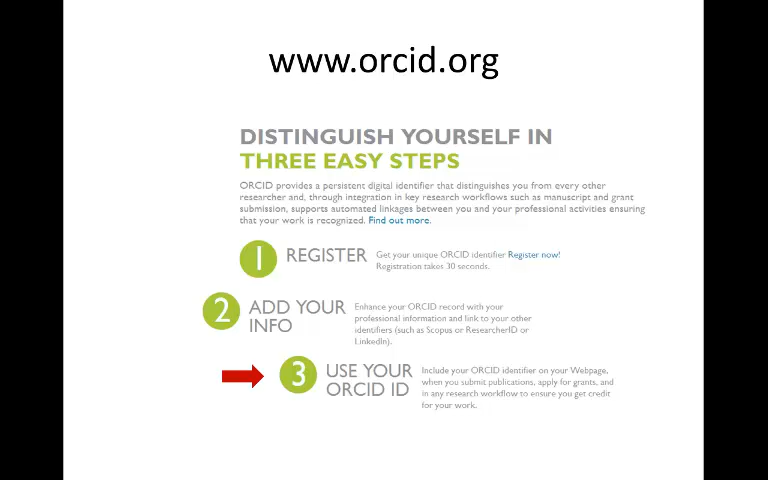 www.orcid.org
DISTINGUISH YOURSELF IN
THREE EASY STEPS
ORCID provides a persistent digital identifier that distinguishes you from every other
researcher and, through integration in key research workflows such as manuscript and grant
submission, supports automated linkages between you and your professional activities ensuring
that your work is recognized. Find out more.
1 REGISTER
Get your unique ORCID identifier Register now!
Registration takes 30 seconds.
2 ADD YOUR
INFO
Enhance your ORCID record with your
professional information and link to your other
identifiers (such as Scopus or ResearcherID or
LinkedIn).
3 USE YOUR
ORCID ID
Include your ORCID identifier on your Webpage,
when you submit publications, apply for grants, and
in any research workflow to ensure you get credit
for your work.